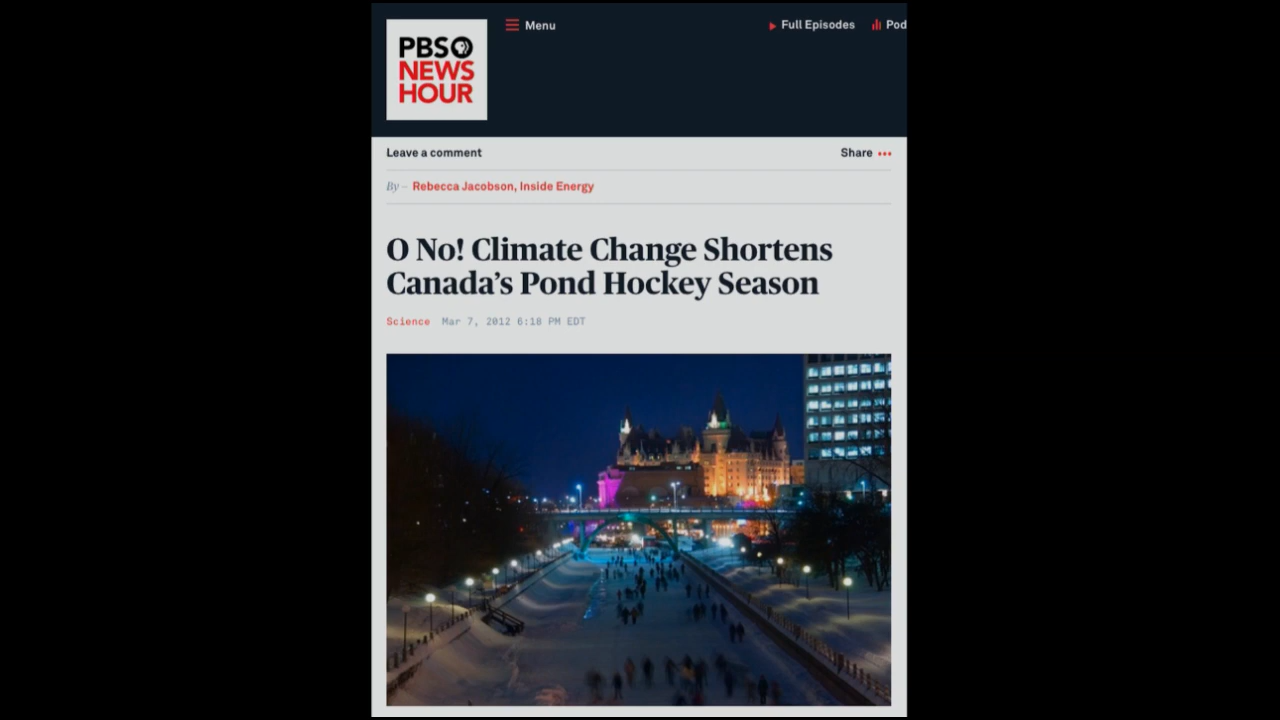 PBS
NEWS
HOUR
Menu
Full Episodes
Pod
Leave a comment
Share
By – Rebecca Jacobson, Inside Energy
O No! Climate Change Shortens
Canada’s Pond Hockey Season
Science Mar 7, 2012 6:18 PM EDT